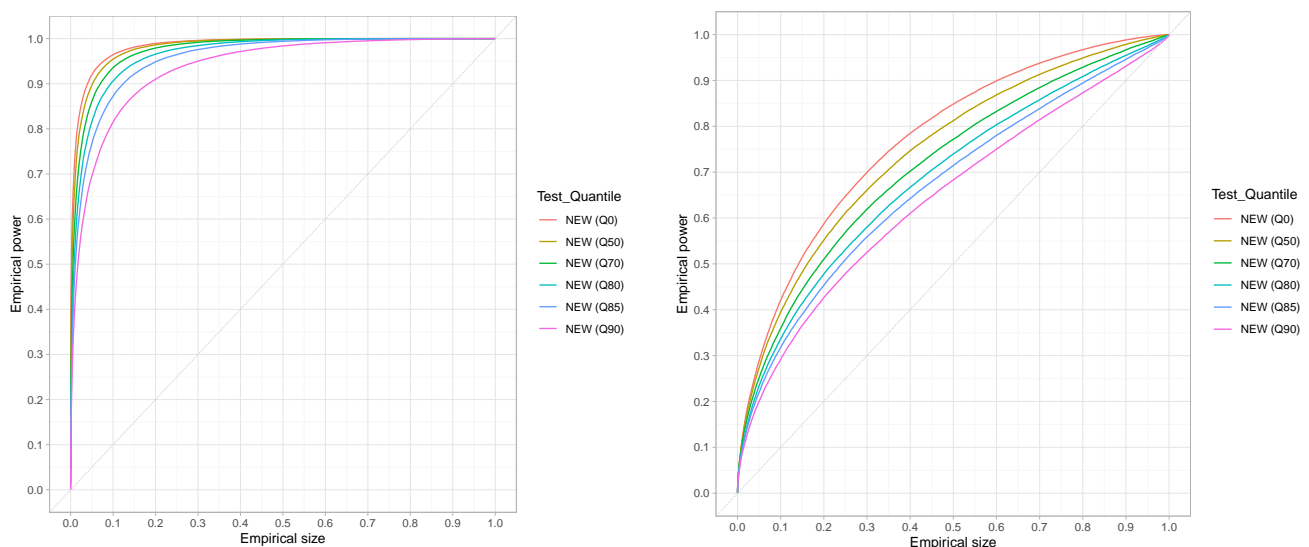 1.0
0.9
0.8
0.7
0.6
0.5
0.4
0.3
0.2
0.1
0.0
Empirical power
0.0 0.1 0.2 0.3 0.4 0.5 0.6 0.7 0.8 0.9 1.0
Empirical size
Test_Quantile
NEW (Q0)
NEW (Q50)
NEW (Q70)
NEW (Q80)
NEW (Q85)
NEW (Q90)
1.0
0.9
0.8
0.7
0.6
0.5
0.4
0.3
0.2
0.1
0.0
Empirical power
0.0 0.1 0.2 0.3 0.4 0.5 0.6 0.7 0.8 0.9 1.0
Empirical size
Test_Quantile
NEW (Q0)
NEW (Q50)
NEW (Q70)
NEW (Q80)
NEW (Q85)
NEW (Q90)